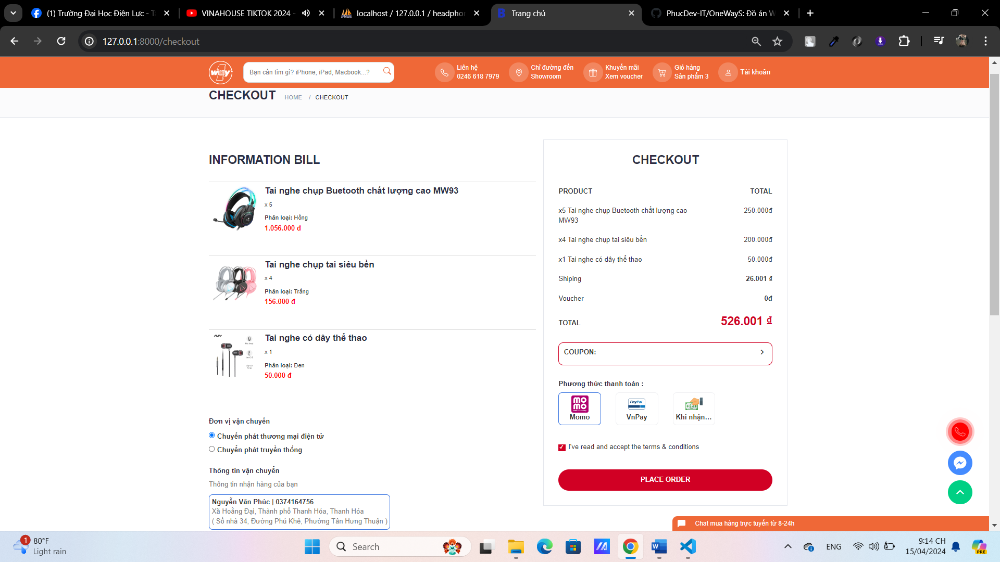 (1) Trường Đại Học Điện Lực - T
VINAHOUSE TIKTOK 2024 -
localhost / 127.0.0.1 / headpho
Trang chủ
PhucDev-IT/OneWayS: Đồ án W
127.0.0.1:8000/checkout
way
Bạn cần tìm gì? iPhone, iPad, Macbook...?
Liên hệ
0246 618 7979
Chỉ đường đến
Showroom
Khuyến mãi
Xem voucher
Giỏ hàng
Sản phẩm 3
Tài khoản
CHECKOUT HOME / CHECKOUT
INFORMATION BILL
Tai nghe chụp Buetooth chất lượng cao MW93
x 5
Phân loại: Hồng
1.056.000 đ
Tai nghe chụp tai siêu bền
x 4
Phân loại: Trắng
156.000 đ
Tai nghe có dây thể thao
x 1
Phân loại: Đen
50.000 đ
Đơn vị vận chuyển
Chuyển phát thương mại điện tử
Chuyển phát truyền thống
Thông tin vận chuyển
Thông tin nhận hàng của bạn
Nguyễn Văn Phúc | 0374164756
Xã Hoằng Đại, Thành phố Thanh Hóa, Thanh Hóa
( Số nhà 34, Đường Phú Khê, Phường Tân Hưng Thuận )
CHECKOUT
PRODUCT TOTAL
x5 Tai nghe chụp Buetooth chất lượng cao MW93 250.000đ
x4 Tai nghe chụp tai siêu bền 200.000đ
x1 Tai nghe có dây thể thao 50.000đ
Shiping 26.001 ₫
Voucher 0đ
TOTAL 526.001 ₫
COUPON:
Phương thức thanh toán :
mo
mo
Momo
PayPal
VnPay
Khi nhận...
I've read and accept the terms & conditions
PLACE ORDER
Chat mua hàng trực tuyến từ 8-24h
1
80°F
Light rain
Search
ENG
9:14 CH
15/04/2024
PRE